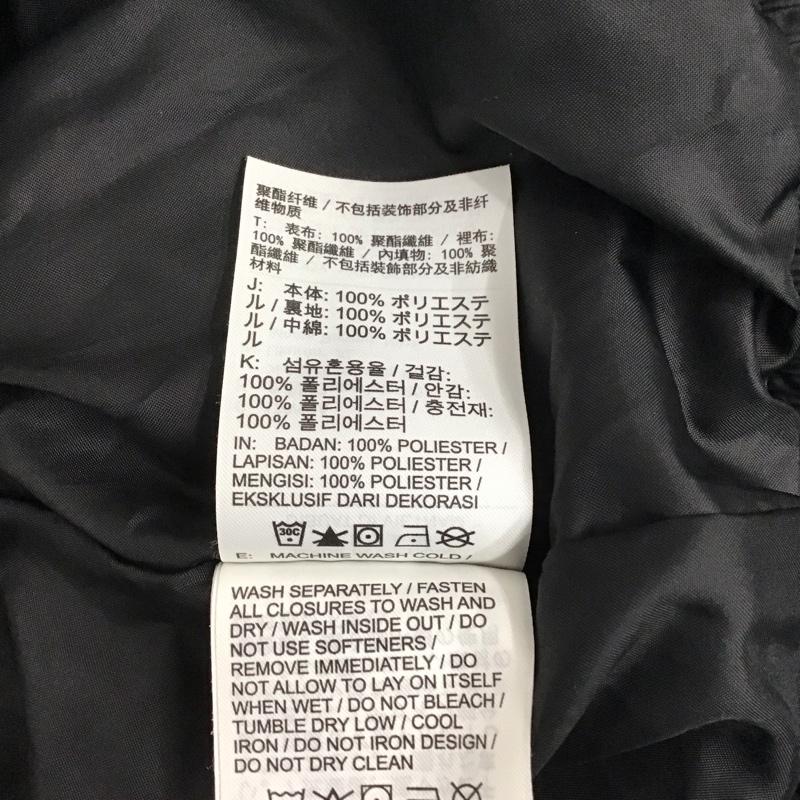 聚酯纤维 / 不包括装饰部分及非纤
维物质
T: 表布: 100% 聚酯纖維 / 裡布:
100% 聚酯纖維 / 內填物: 100% 聚
酯纖維 / 不包括裝飾部分及非紡織
材料
J: 本体: 100% ポリエステ
ル / 裏地: 100% ポリエステ
ル / 中綿: 100% ポリエステ
ル
K: 섬유혼용율 / 겉감:
100% 폴리에스터 / 안감:
100% 폴리에스터 / 충전재:
100% 폴리에스터
IN: BADAN: 100% POLIESTER /
LAPISAN: 100% POLIESTER /
MENGISI: 100% POLIESTER /
EKSKLUSIF DARI DEKORASI
30C
E: MACHINE WASH COLD /
WASH SEPARATELY / FASTEN
ALL CLOSURES TO WASH AND
DRY / WASH INSIDE OUT / DO
NOT USE SOFTENERS /
REMOVE IMMEDIATELY / DO
NOT ALLOW TO LAY ON ITSELF
WHEN WET / DO NOT BLEACH /
TUMBLE DRY LOW / COOL
IRON / DO NOT IRON DESIGN /
DO NOT DRY CLEAN